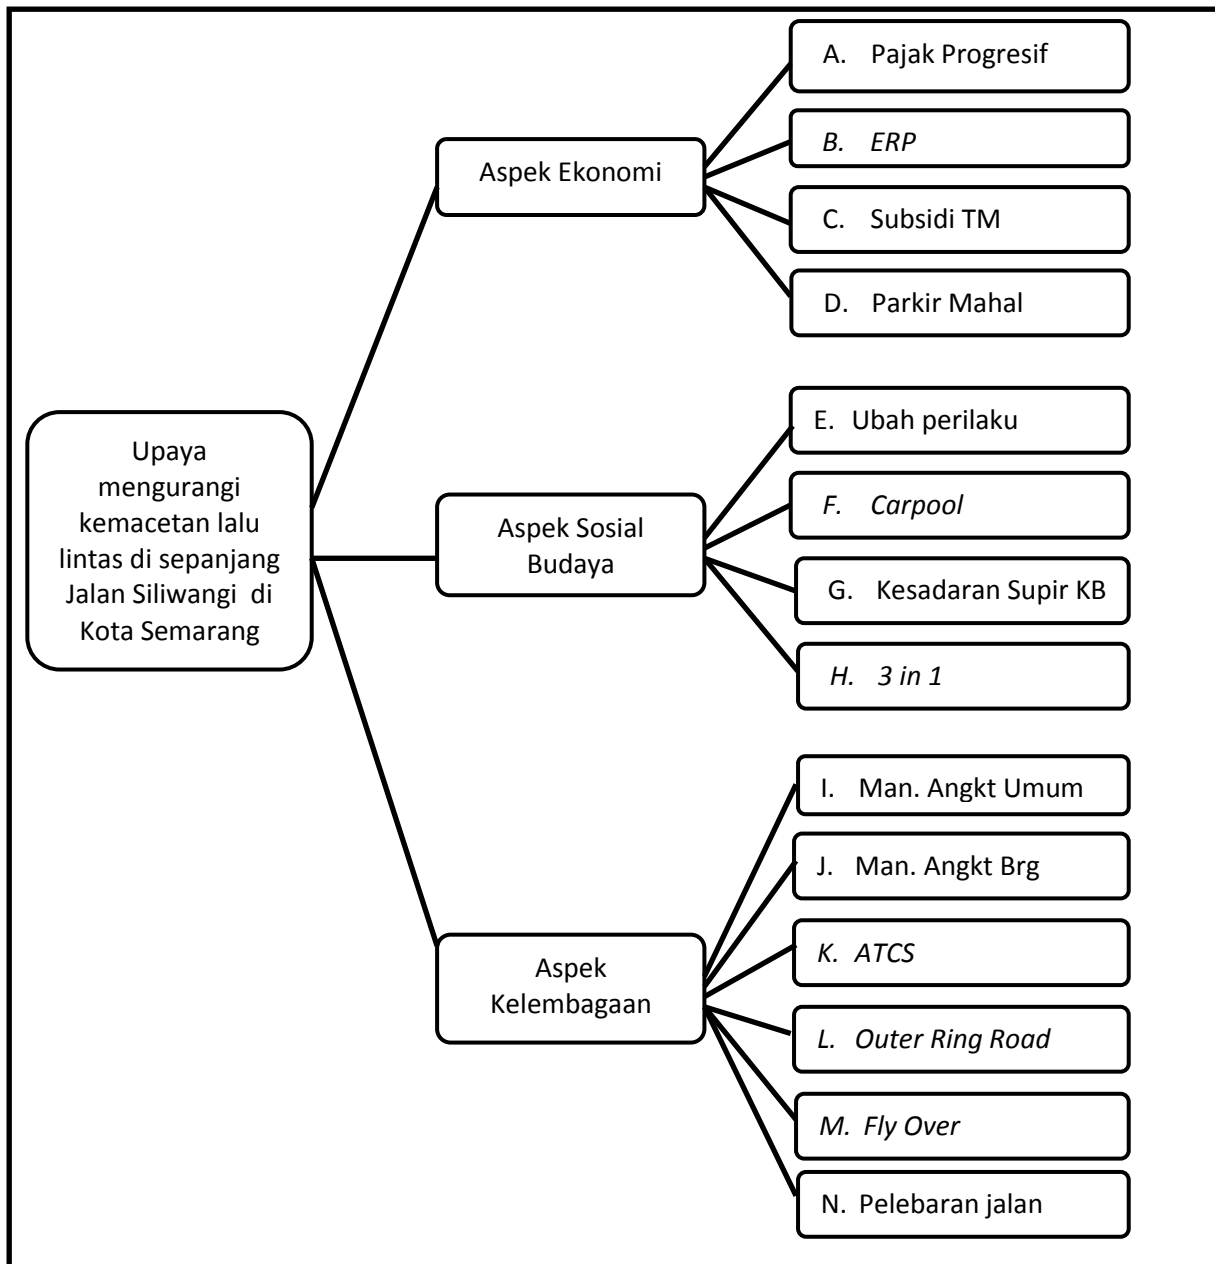 Upaya
mengurangi
kemacetan lalu
lintas di sepanjang
Jalan Siliwangi di
Kota Semarang
Aspek Ekonomi
A. Pajak Progresif
B. ERP
C. Subsidi TM
D. Parkir Mahal
Aspek Sosial
Budaya
E. Ubah perilaku
F. Carpool
G. Kesadaran Supir KB
H. 3 in 1
Aspek
Kelembagaan
I. Man. Angkt Umum
J. Man. Angkt Brg
K. ATCS
L. Outer Ring Road
M. Fly Over
N. Pelebaran jalan